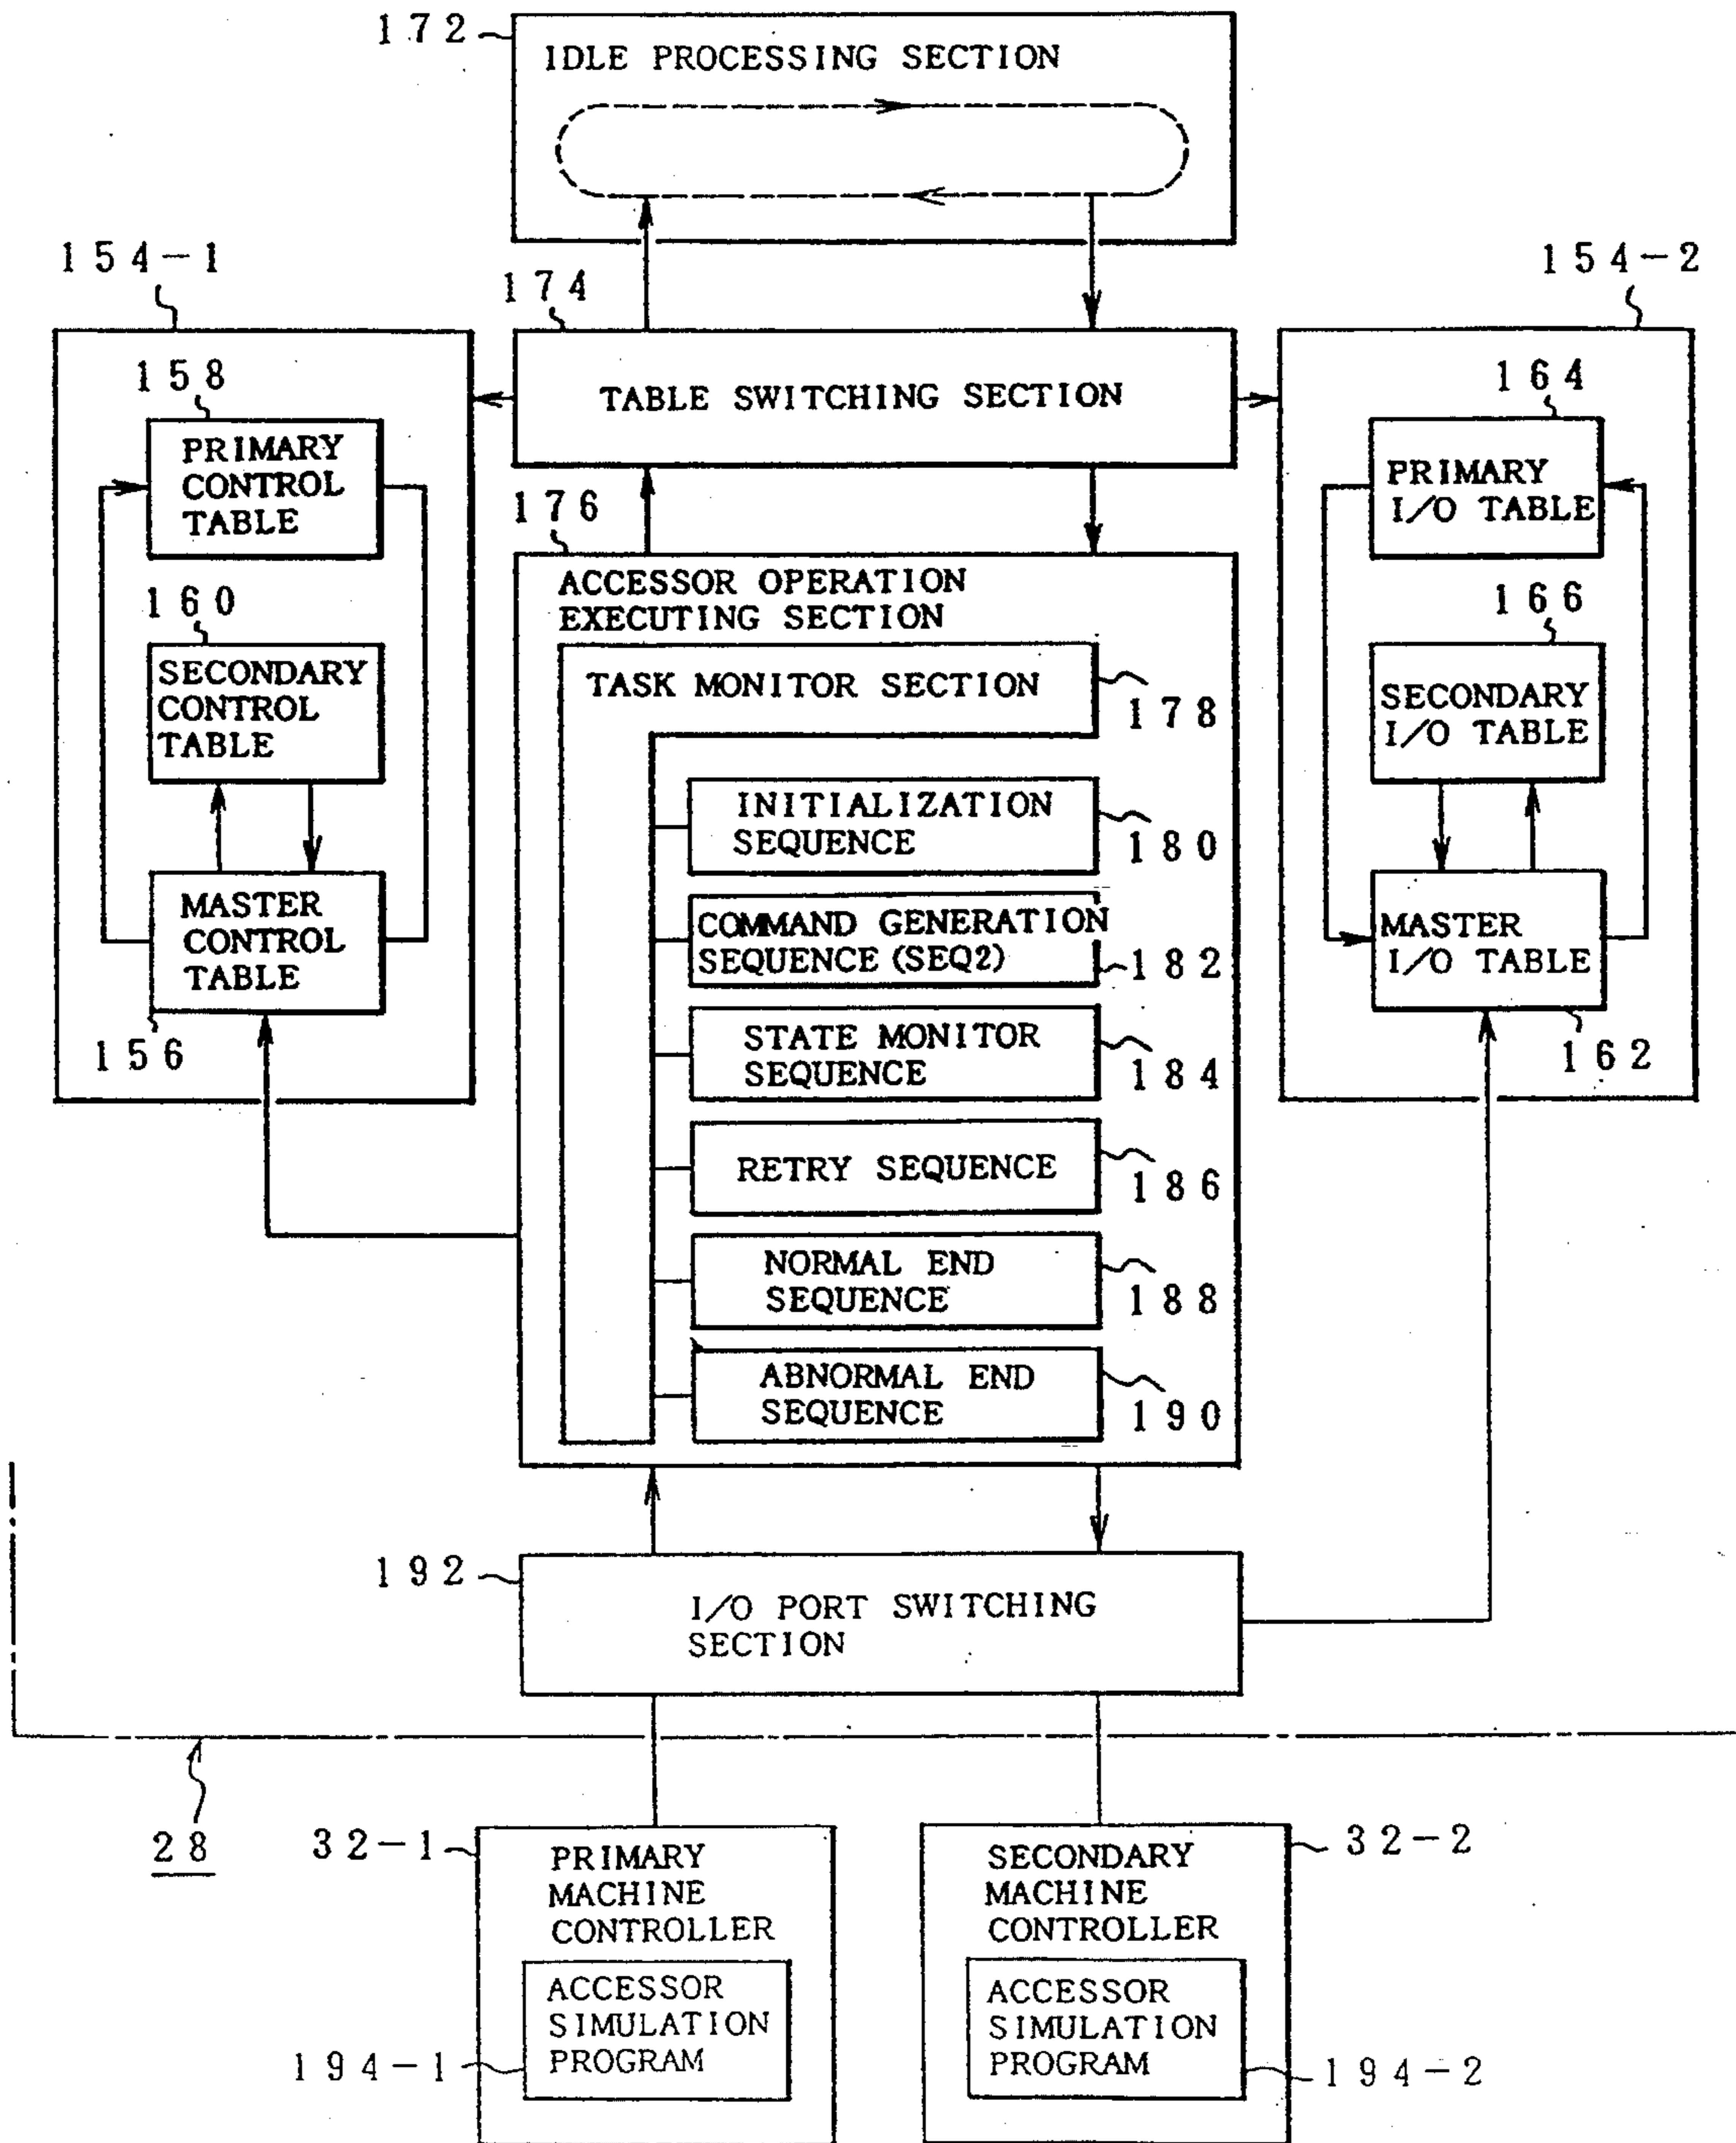 172
IDLE PROCESSING SECTION
154-1
174
154-2
TABLE SWITCHING SECTION
158
PRIMARY
CONTROL
TABLE
160
SECONDARY
CONTROL
TABLE
MASTER
CONTROL
TABLE
156
164
PRIMARY
I/O TABLE
166
SECONDARY
I/O TABLE
MASTER
I/O TABLE
162
176
ACCESSOR OPERATION
EXECUTING SECTION
TASK MONITOR SECTION
178
INITIALIZATION
SEQUENCE
180
COMMAND GENERATION
SEQUENCE (SEQ2)
182
STATE MONITOR
SEQUENCE
184
RETRY SEQUENCE
186
NORMAL END
SEQUENCE
188
ABNORMAL END
SEQUENCE
190
192
I/O PORT SWITCHING
SECTION
28
32-1
PRIMARY
MACHINE
CONTROLLER
ACCESSOR
SIMULATION
PROGRAM
194-1
32-2
SECONDARY
MACHINE
CONTROLLER
ACCESSOR
SIMULATION
PROGRAM
194-2